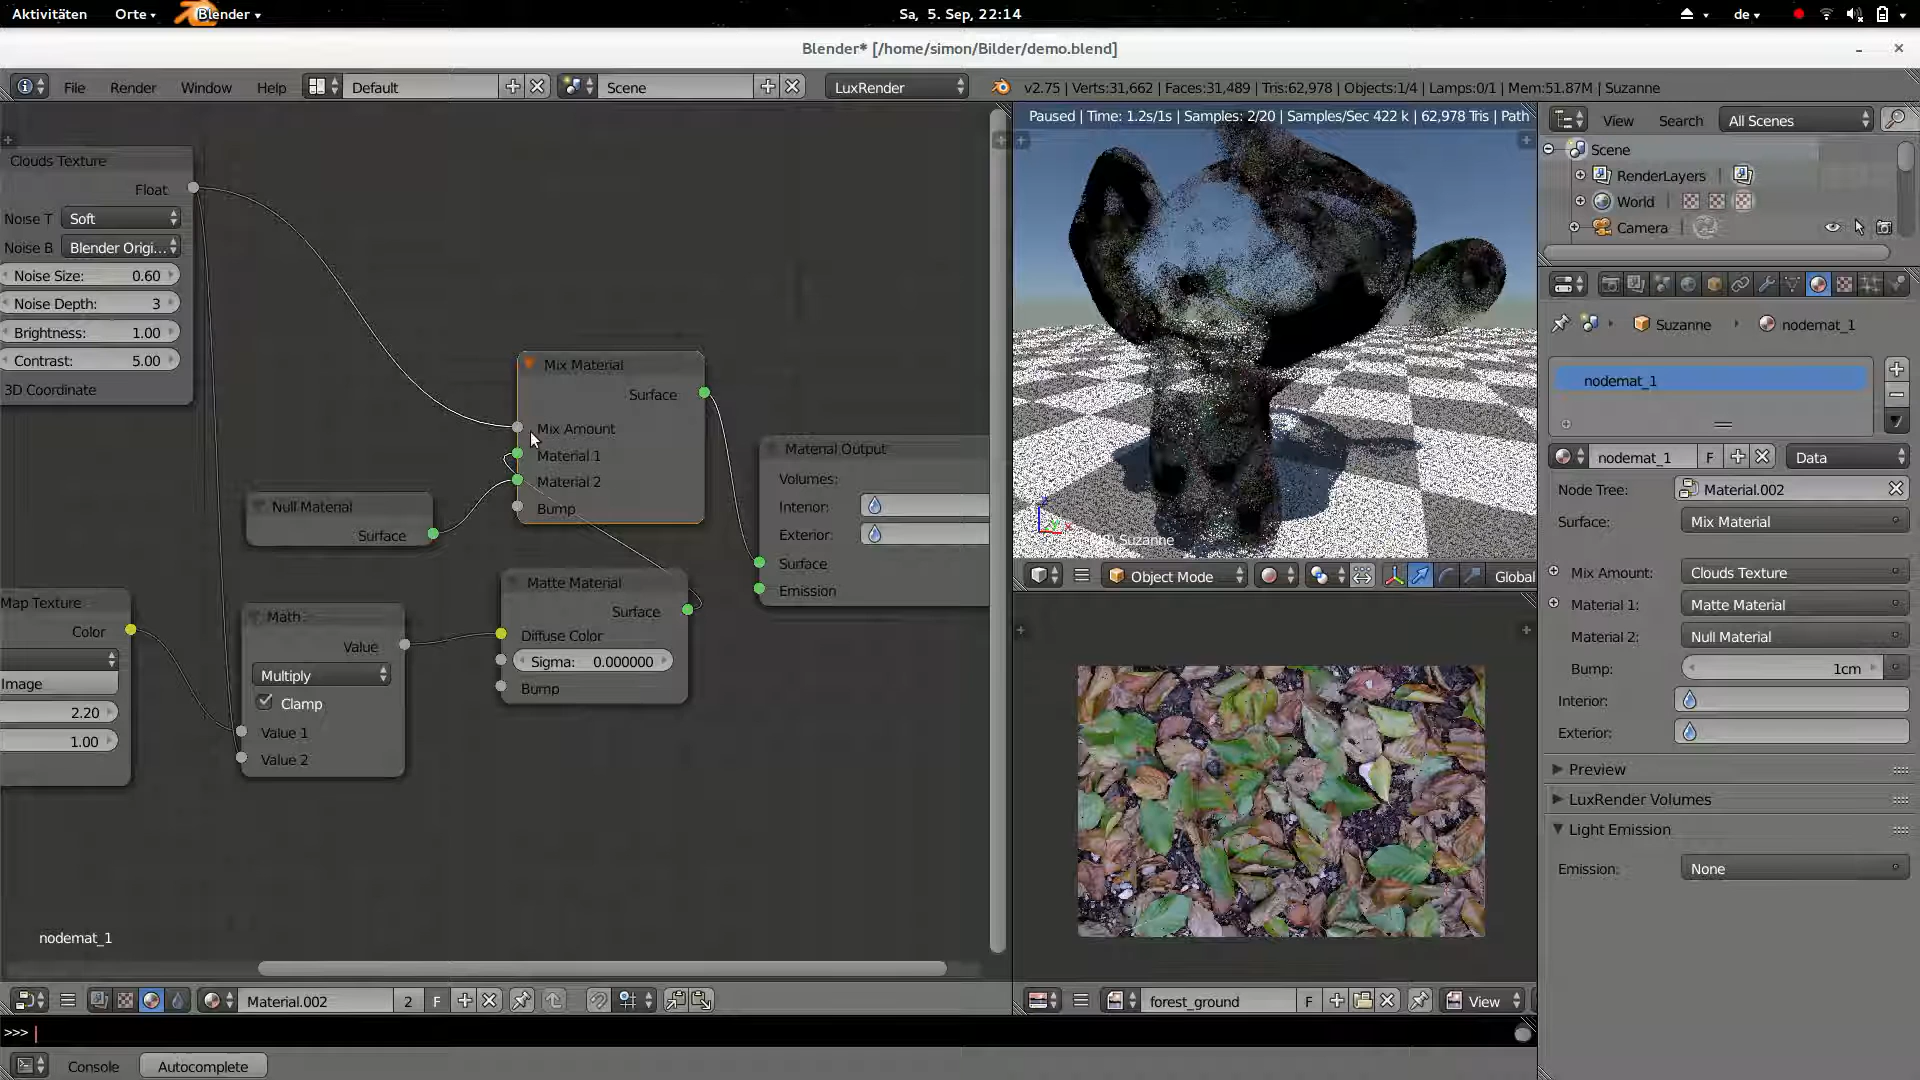 Aktivitäten Orte Blender Sa, 5. Sep, 22:14 de
Blender* [/home/simon/Bilder/demo.blend]
File Render Window Help Default Scene LuxRender v2.75 | Verts:31,662 | Faces:31,489 | Tris:62,978 | Objects:1/4 | Lamps:0/1 | Mem:51.87M | Suzanne
Clouds Texture
Float
Noise T Soft
Noise B Blender Origi...
Noise Size: 0.60
Noise Depth: 3
Brightness: 1.00
Contrast: 5.00
3D Coordinate
Mix Material
Surface
Mix Amount
Material 1
Material 2
Bump
Null Material
Surface
Material Output
Volumes:
Interior:
Exterior:
Surface
Emission
Map Texture
Color
Image
2.20
1.00
Math
Value
Multiply
Clamp
Value 1
Value 2
Matte Material
Surface
Diffuse Color
Sigma: 0.000000
Bump
nodemat_1
Material.002 2 F
>>>
Console Autocomplete
Paused | Time: 1.2s/1s | Samples: 2/20 | Samples/Sec 422 k | 62,978 Tris | Path
Suzanne
Object Mode Global
forest_ground F View
View Search All Scenes
Scene
RenderLayers |
World
Camera
Suzanne nodemat_1
nodemat_1
nodemat_1 F Data
Node Tree: Material.002
Surface: Mix Material
Mix Amount: Clouds Texture
Material 1: Matte Material
Material 2: Null Material
Bump: 1cm
Interior:
Exterior:
Preview
LuxRender Volumes
Light Emission
Emission: None